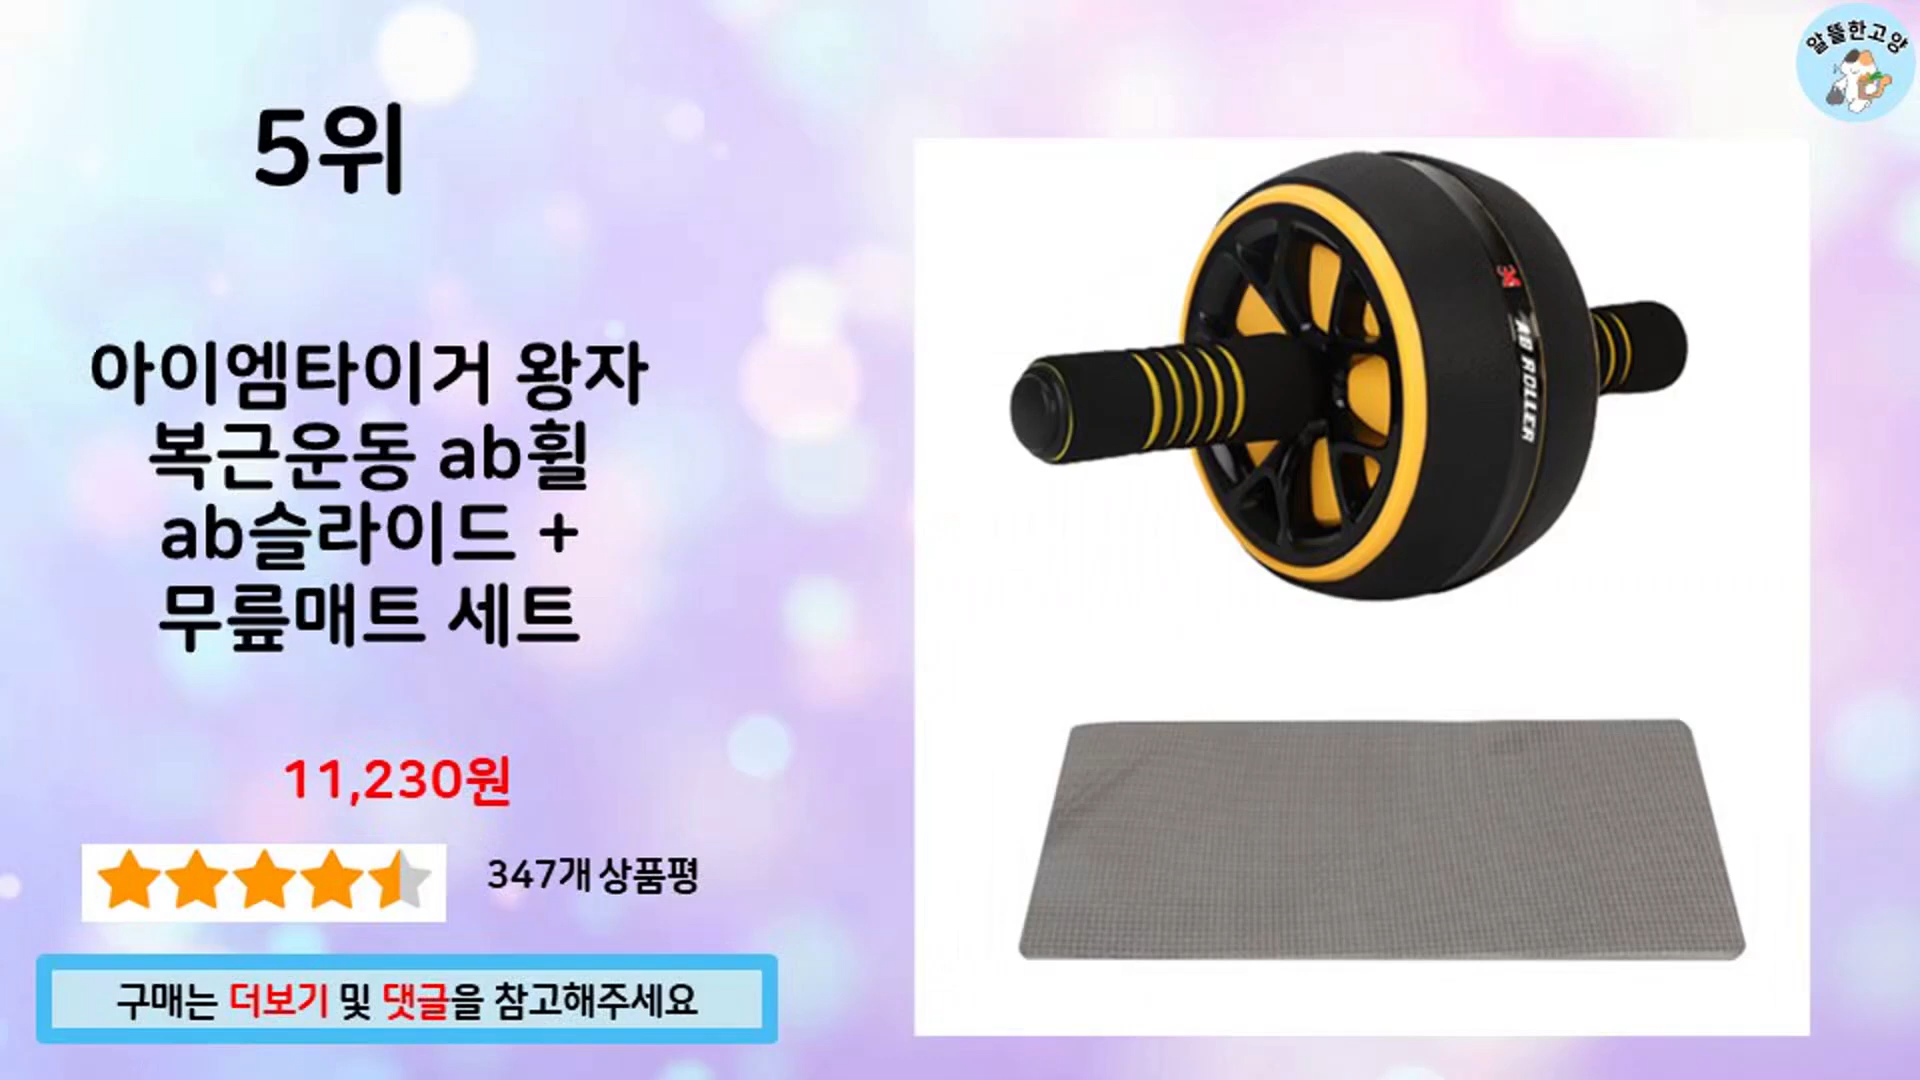 알뜰한고양
5위
아이엠타이거 왕자
복근운동 ab휠
ab슬라이드 +
무릎매트 세트
11,230원
347개 상품평
구매는 더보기 및 댓글을 참고해주세요
AB ROLLER